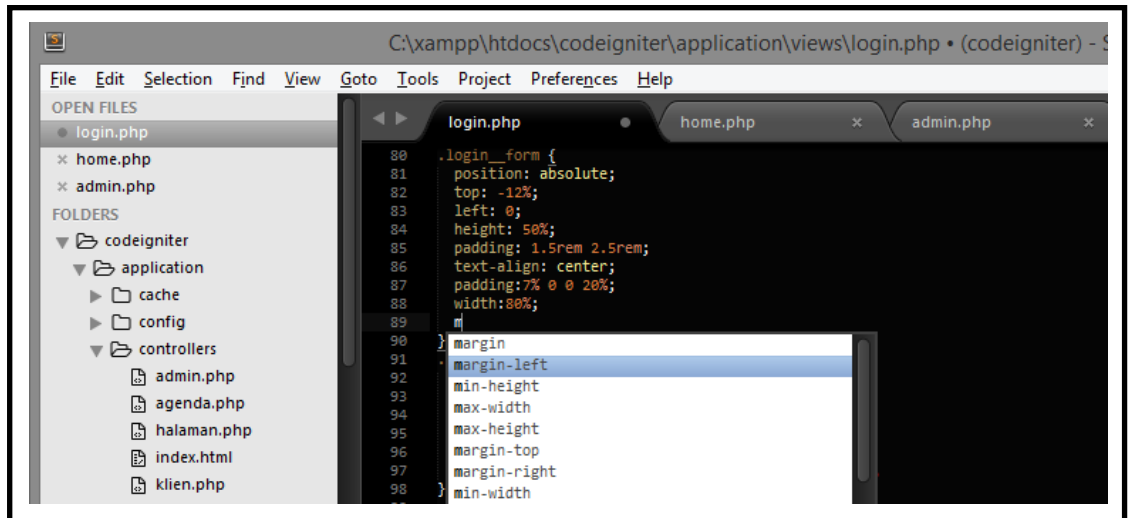 C:\xampp\htdocs\codeigniter\application\views\login.php • (codeigniter) - S
File Edit Selection Find View Goto Tools Project Preferences Help
OPEN FILES
login.php
home.php
admin.php
FOLDERS
codeigniter
application
cache
config
controllers
admin.php
agenda.php
halaman.php
index.html
klien.php
login.php home.php admin.php
80 .login__form {
81 position: absolute;
82 top: -12%;
83 left: 0;
84 height: 50%;
85 padding: 1.5rem 2.5rem;
86 text-align: center;
87 padding:7% 0 0 20%;
88 width:80%;
89 m
90 }
91 .
92
93
94
95
96
97
98 }
margin
margin-left
min-height
max-width
max-height
margin-top
margin-right
min-width